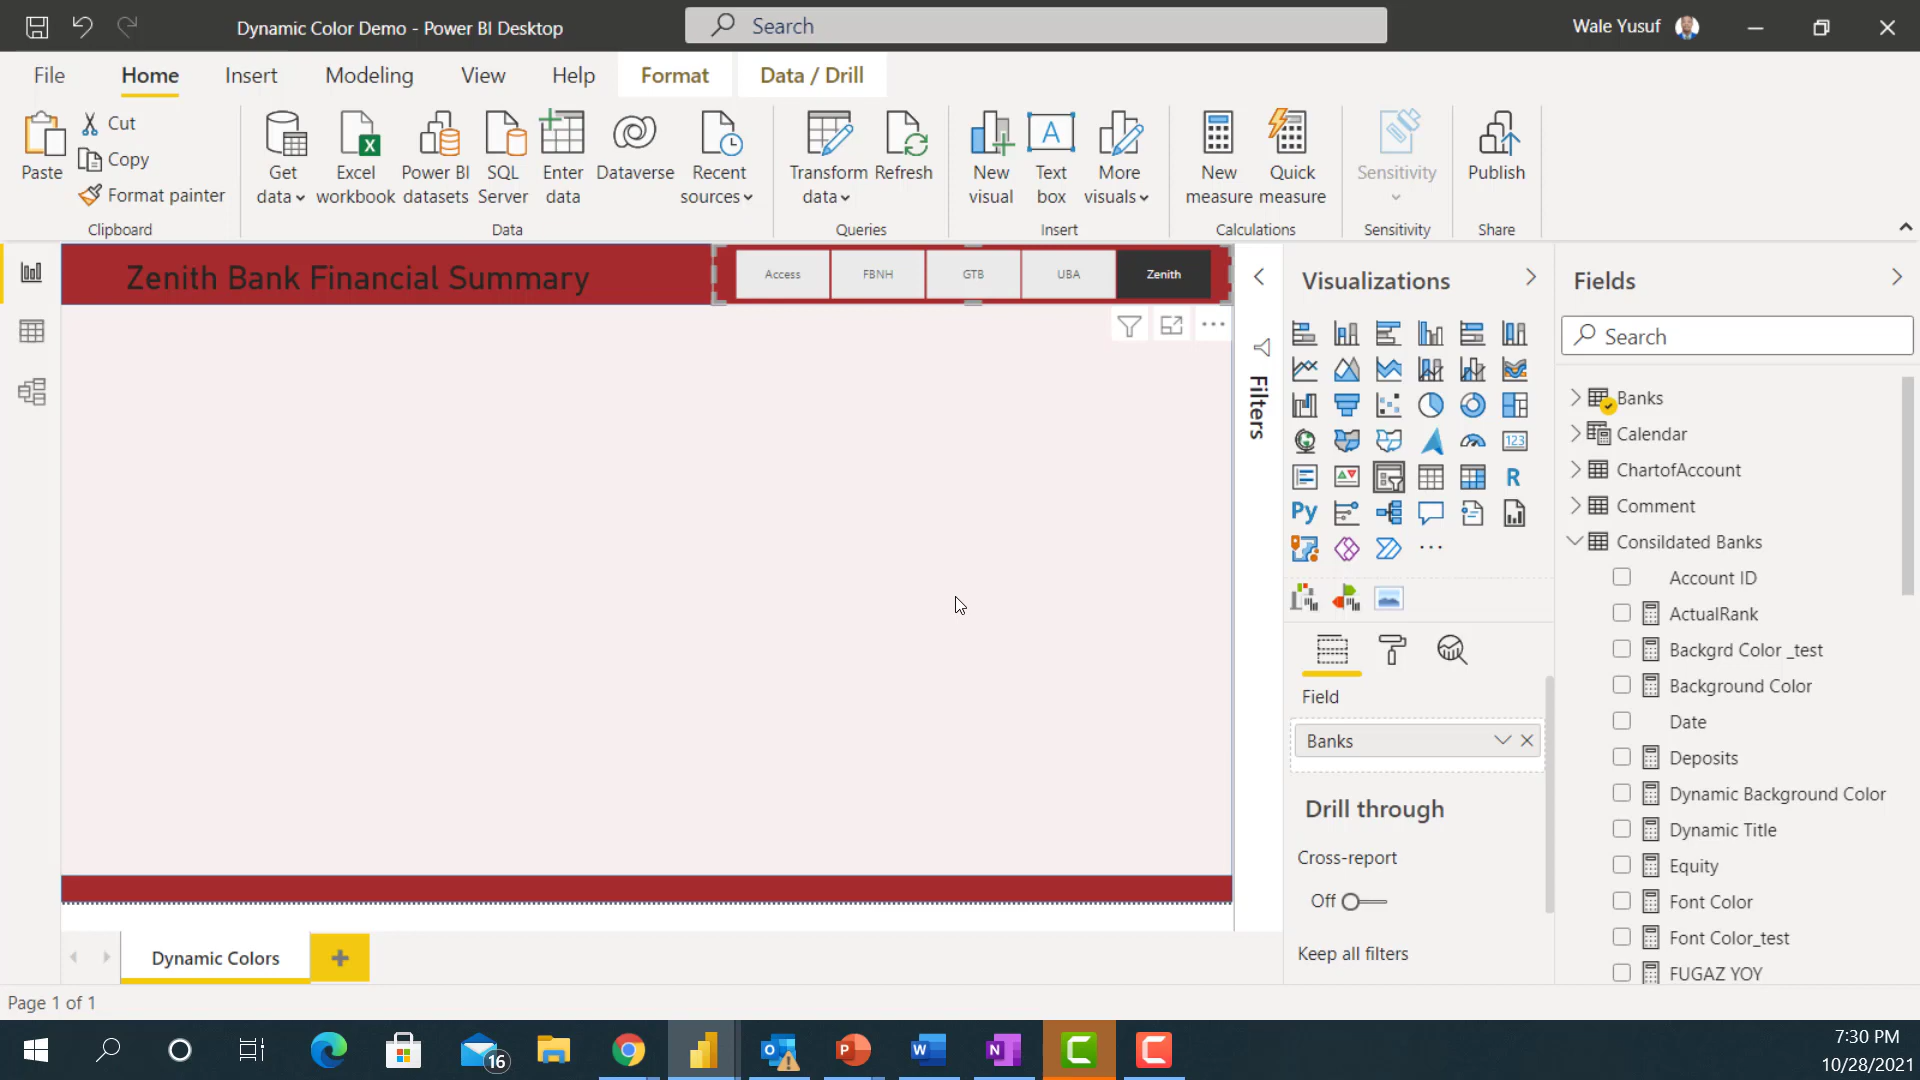 Dynamic Color Demo - Power BI Desktop
Search
Wale Yusuf
File
Home
Insert
Modeling
View
Help
Format
Data / Drill
Paste
Cut
Copy
Format painter
Clipboard
Get data
Excel workbook
Power BI datasets
SQL Server
Enter data
Dataverse
Recent sources
Data
Transform data
Refresh
Queries
New visual
Text box
More visuals
Insert
New measure
Quick measure
Calculations
Sensitivity
Sensitivity
Publish
Share
Zenith Bank Financial Summary
Access
FBNH
GTB
UBA
Zenith
Filters
Visualizations
123
R
Py
Field
Banks
Drill through
Cross-report
Off
Keep all filters
Fields
Search
Banks
Calendar
ChartofAccount
Comment
Consildated Banks
Account ID
ActualRank
Backgrd Color _test
Background Color
Date
Deposits
Dynamic Background Color
Dynamic Title
Equity
Font Color
Font Color_test
FUGAZ YOY
Dynamic Colors
Page 1 of 1
16
7:30 PM
10/28/2021